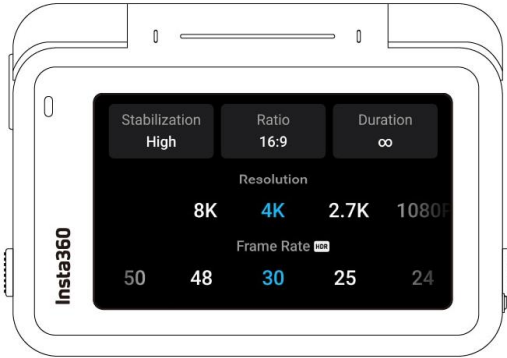 Stabilization Ratio Duration
High 16:9 ∞
Resolution
8K 4K 2.7K 1080P
Frame Rate HDR
50 48 30 25 24
Insta360